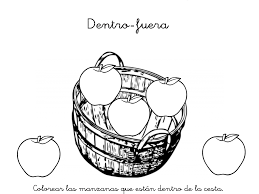 Dentro-fuera
Colorear las manzanas que están dentro de la cesta.